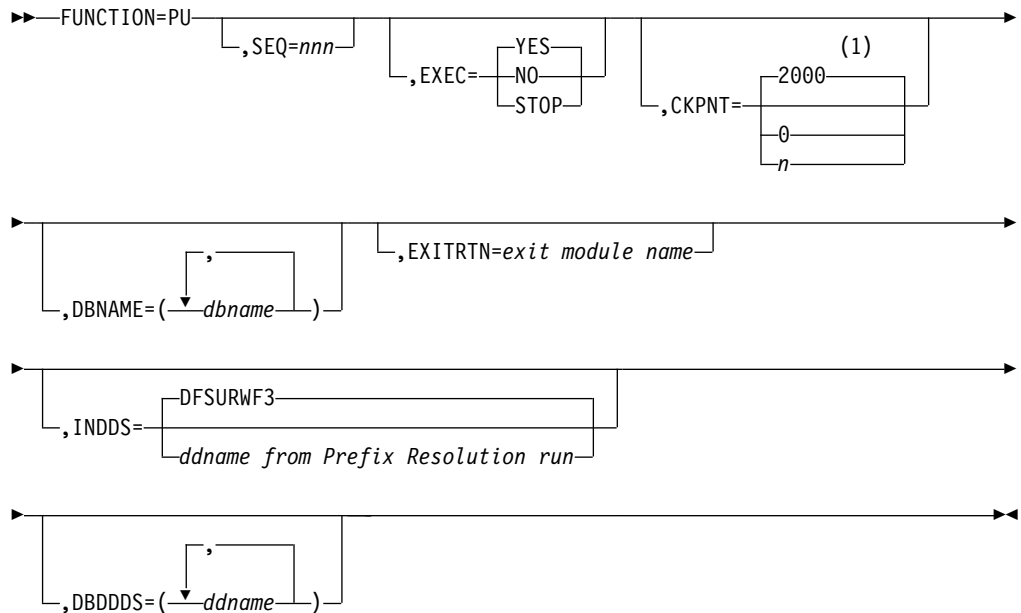 FUNCTION=PU
,SEQ=nnn
,EXEC=
YES
NO
STOP
,CKPNT=
(1)
2000
0
n
,DBNAME=(
,
dbname
)
,EXITRTN=exit module name
,INDDS=
DFSURWF3
ddname from Prefix Resolution run
,DBDDDS=(
,
ddname
)